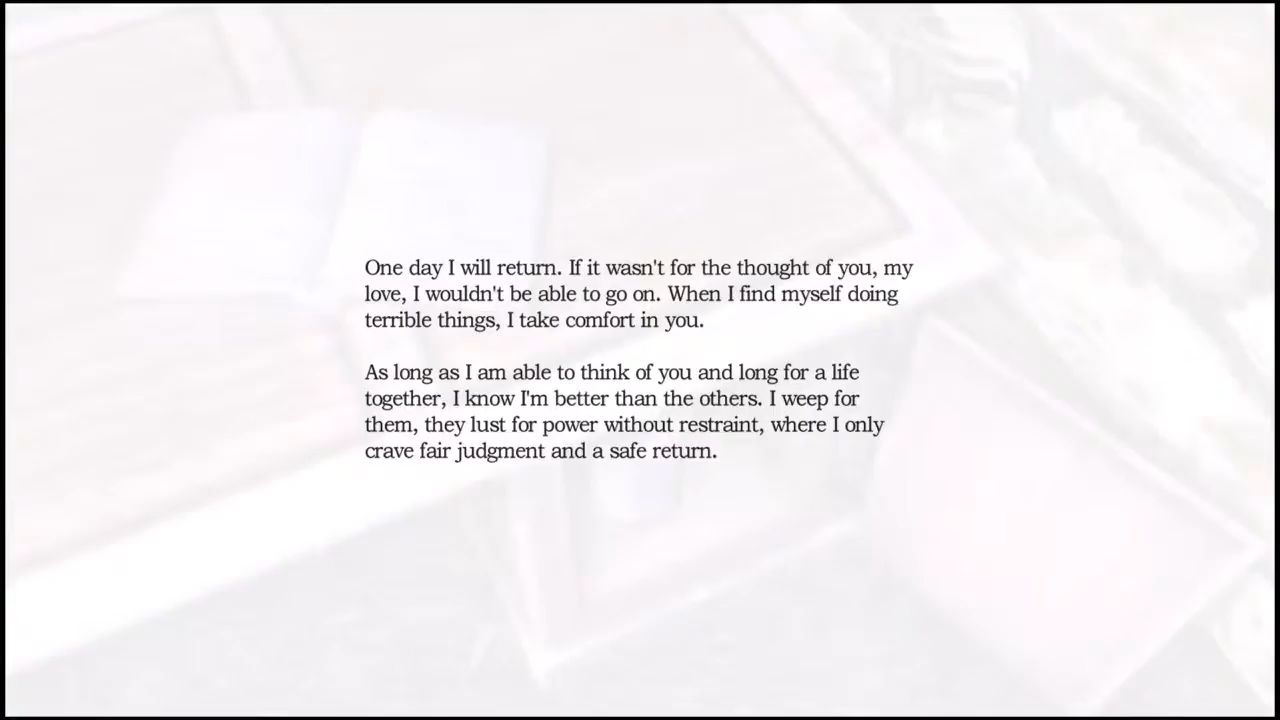 One day I will return. If it wasn't for the thought of you, my
love, I wouldn't be able to go on. When I find myself doing
terrible things, I take comfort in you.
As long as I am able to think of you and long for a life
together, I know I'm better than the others. I weep for
them, they lust for power without restraint, where I only
crave fair judgment and a safe return.